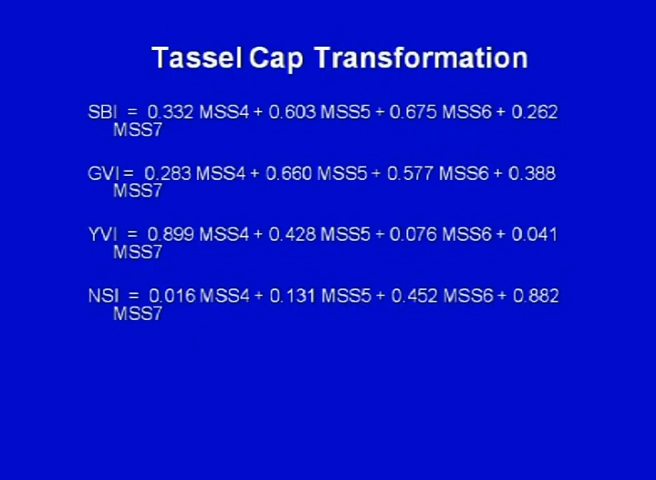 Tassel Cap Transformation
SBI = 0.332 MSS4 + 0.603 MSS5 + 0.675 MSS6 + 0.262
MSS7
GVI = 0.283 MSS4 + 0.660 MSS5 + 0.577 MSS6 + 0.388
MSS7
YVI = 0.899 MSS4 + 0.428 MSS5 + 0.076 MSS6 + 0.041
MSS7
NSI = 0.016 MSS4 + 0.131 MSS5 + 0.452 MSS6 + 0.882
MSS7